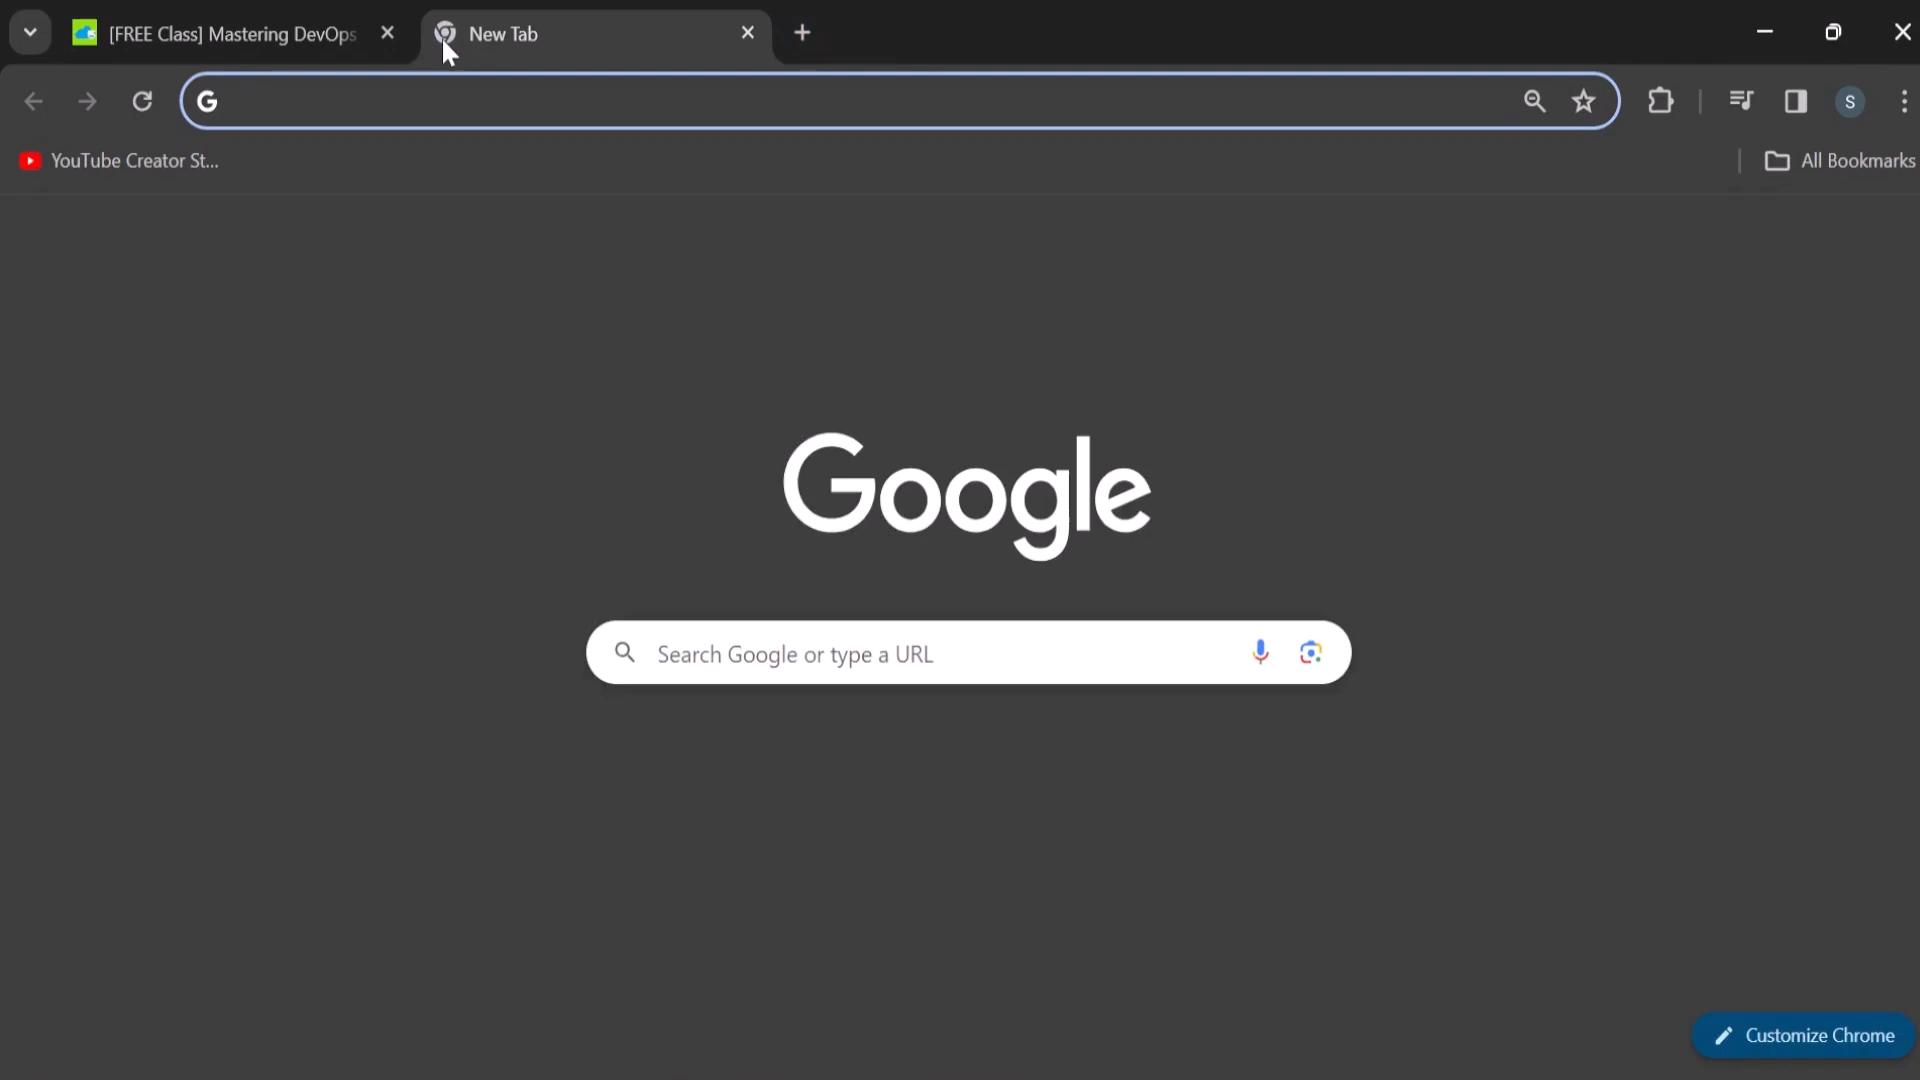 [FREE Class] Mastering DevOps
New Tab
G
S
YouTube Creator St...
All Bookmarks
Google
Search Google or type a URL
Customize Chrome